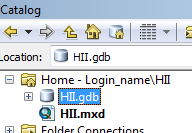 Catalog
Location: HII.gdb
Home - Login_name\HII
HII.gdb
HII.mxd
Folder Connections